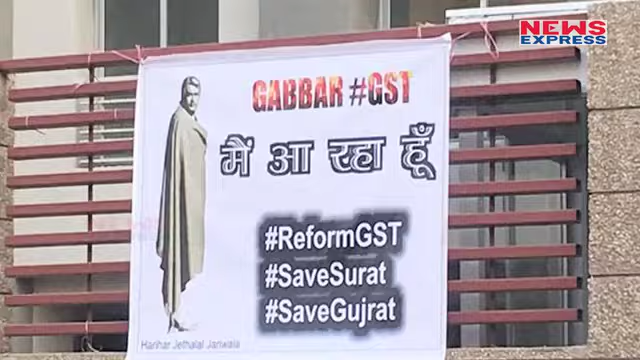 NEWS
EXPRESS
GABBAR #GST
मैं आ रहा हूँ
#ReformGST
#SaveSurat
#SaveGujrat
Harihar Jethalal Janwala